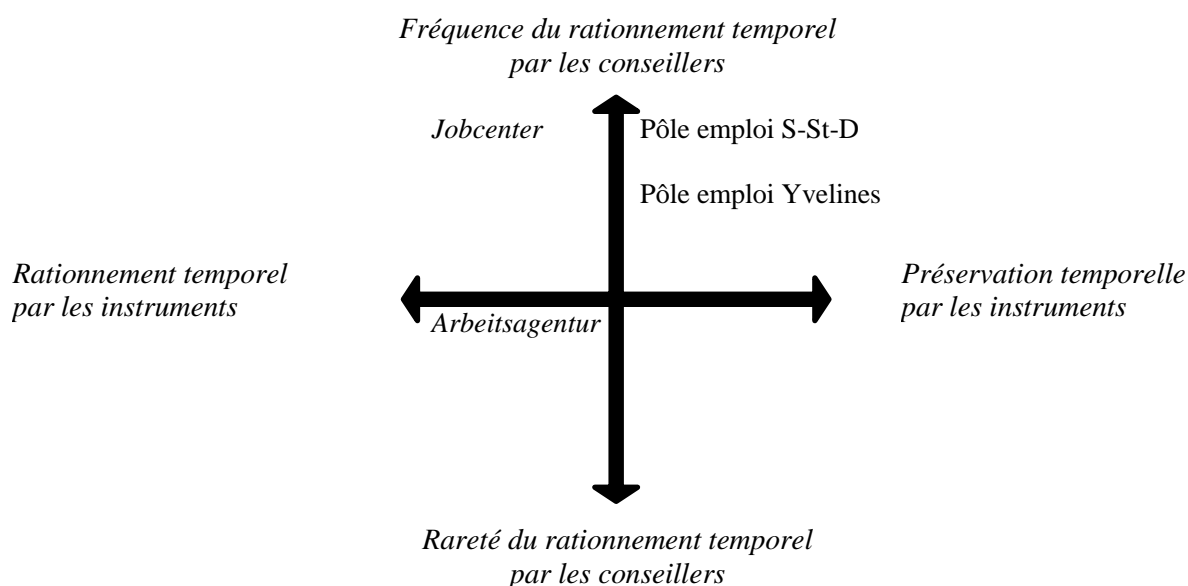 Fréquence du rationnement temporel
par les conseillers
Jobcenter
Pôle emploi S-St-D
Pôle emploi Yvelines
Rationnement temporel
par les instruments
Préservation temporelle
par les instruments
Arbeitsagentur
Rareté du rationnement temporel
par les conseillers